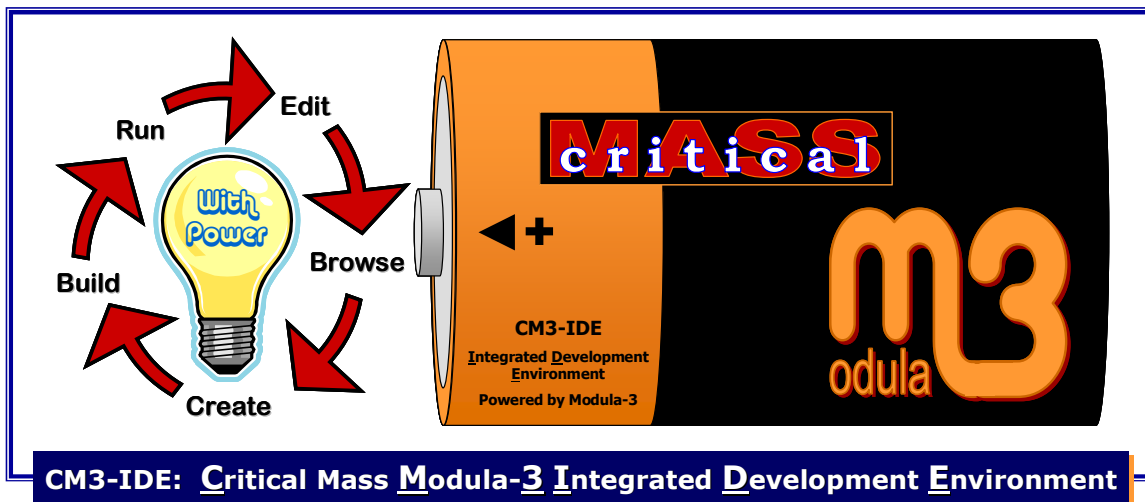 Edit
Run
With
Power
Browse
Build
Create
MASS
critical
+
CM3-IDE
Integrated Development
Environment
Powered by Modula-3
m3
odula
CM3-IDE: Critical Mass Modula-3 Integrated Development Environment